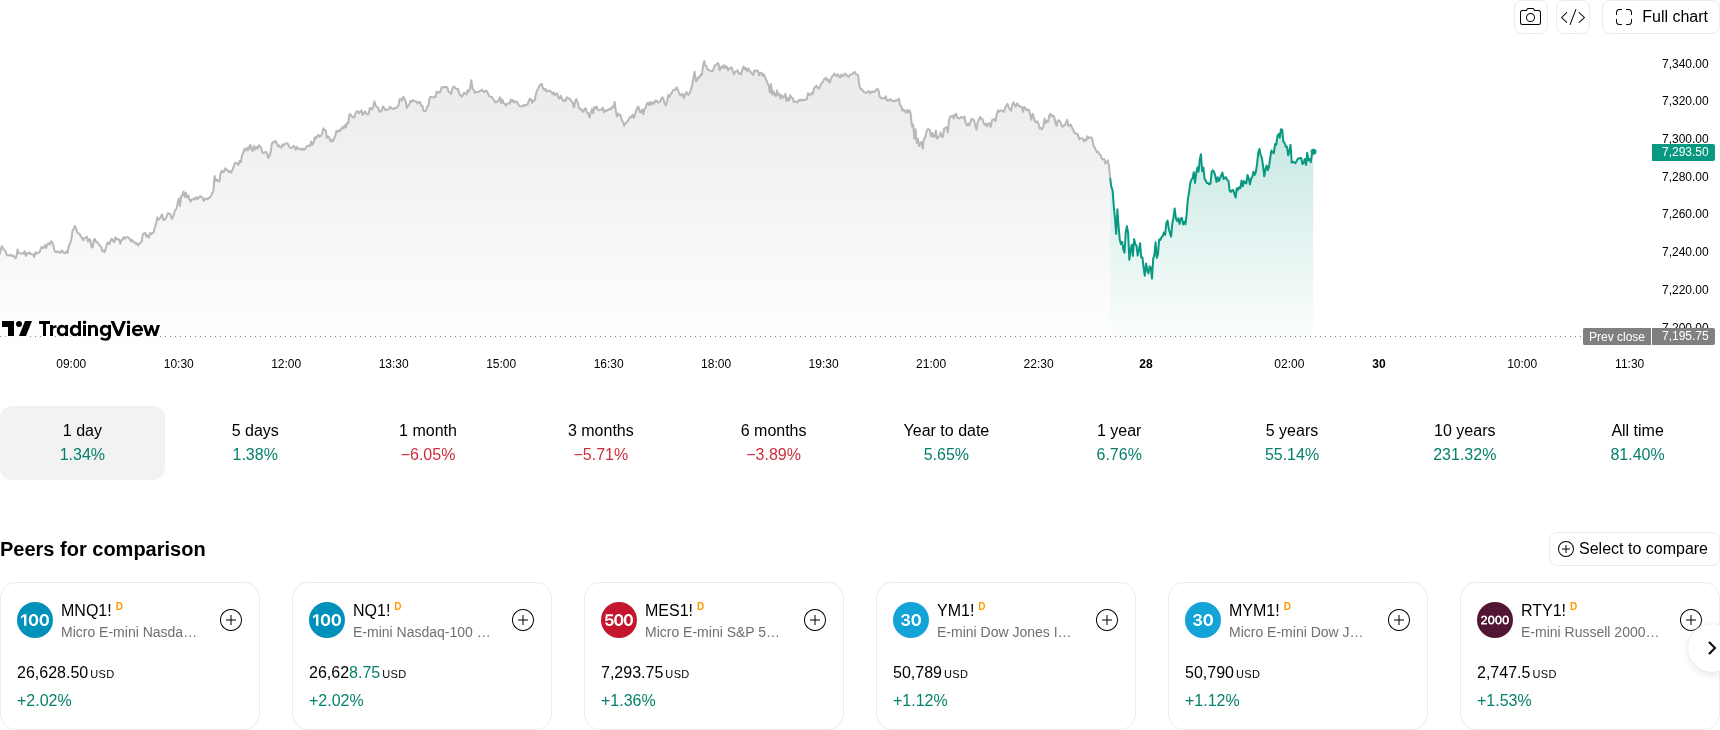 Full chart
7,340.00
7,320.00
7,300.00
7,293.50
7,280.00
7,260.00
7,240.00
7,220.00
7,200.00
Prev close 7,195.75
TradingView
09:00 10:30 12:00 13:30 15:00 16:30 18:00 19:30 21:00 22:30 28 02:00 30 10:00 11:30
1 day 5 days 1 month 3 months 6 months Year to date 1 year 5 years 10 years All time
1.34% 1.38% −6.05% −5.71% −3.89% 5.65% 6.76% 55.14% 231.32% 81.40%
Peers for comparison
Select to compare
100 MNQ1! D
Micro E-mini Nasda…
26,628.50 USD
+2.02%
100 NQ1! D
E-mini Nasdaq-100 …
26,628.75 USD
+2.02%
500 MES1! D
Micro E-mini S&P 5…
7,293.75 USD
+1.36%
30 YM1! D
E-mini Dow Jones I…
50,789 USD
+1.12%
30 MYM1! D
Micro E-mini Dow J…
50,790 USD
+1.12%
2000 RTY1! D
E-mini Russell 2000…
2,747.5 USD
+1.53%